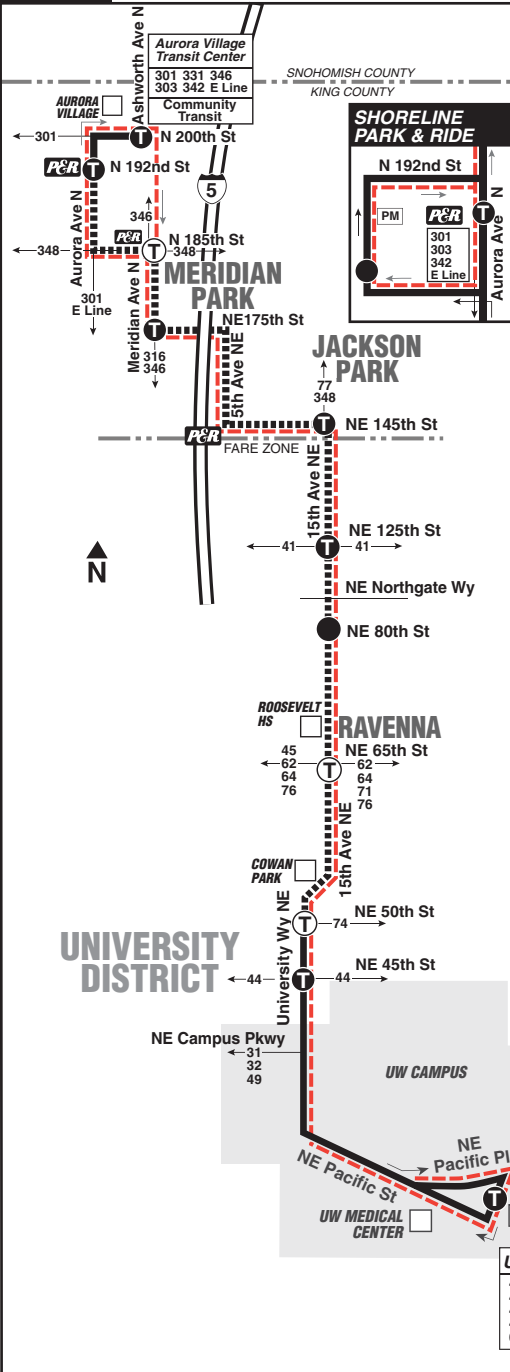 Ashworth Ave N
Aurora Village
Transit Center
301 331 346
303 342 E Line
Community
Transit
SNOHOMISH COUNTY
KING COUNTY
AURORA
VILLAGE
301
T
N 200th St
P&R
T
N 192nd St
5
346
Aurora Ave N
P&R
N 185th St
348
T
348
MERIDIAN
PARK
301
E Line
Meridian Ave N
T
NE175th St
316
346
5th Ave NE
SHORELINE
PARK & RIDE
N 192nd St
PM
P&R
T
301
303
342
E Line
Aurora Ave N
JACKSON
PARK
77
348
T
NE 145th St
P&R
FARE ZONE
15th Ave NE
NE 125th St
41
T
41
N
NE Northgate Wy
NE 80th St
ROOSEVELT
HS
RAVENNA
NE 65th St
45
62
64
76
T
62
64
71
76
15th Ave NE
COWAN
PARK
University Wy NE
NE 50th St
T
74
UNIVERSITY
DISTRICT
NE 45th St
44
T
44
NE Campus Pkwy
31
32
49
UW CAMPUS
NE
Pacific Pl
NE Pacific St
T
UW MEDICAL
CENTER